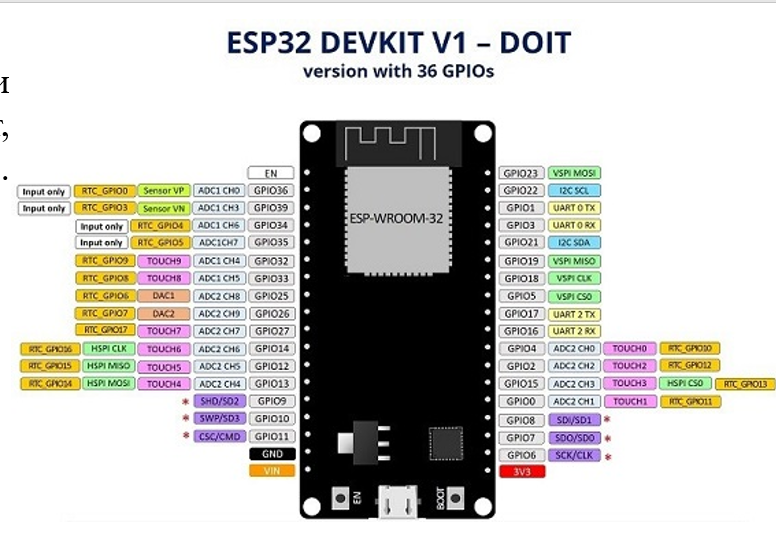 ESP32 DEVKIT V1 – DOIT
version with 36 GPIOs
и
,
.
EN
Input only RTC_GPIO0 Sensor VP ADC1 CH0 GPIO36
Input only RTC_GPIO3 Sensor VN ADC1 CH3 GPIO39
Input only RTC_GPIO4 ADC1 CH6 GPIO34
Input only RTC_GPIO5 ADC1CH7 GPIO35
RTC_GPIO9 TOUCH9 ADC1 CH4 GPIO32
RTC_GPIO8 TOUCH8 ADC1 CH5 GPIO33
RTC_GPIO6 DAC1 ADC2 CH8 GPIO25
RTC_GPIO7 DAC2 ADC2 CH9 GPIO26
RTC_GPIO17 TOUCH7 ADC2 CH7 GPIO27
RTC_GPIO16 HSPI CLK TOUCH6 ADC2 CH6 GPIO14
RTC_GPIO15 HSPI MISO TOUCH5 ADC2 CH5 GPIO12
RTC_GPIO14 HSPI MOSI TOUCH4 ADC2 CH4 GPIO13
* SHD/SD2 GPIO9
* SWP/SD3 GPIO10
* CSC/CMD GPIO11
GND
VIN
ESP-WROOM-32
EN
BOOT
GPIO23 VSPI MOSI
GPIO22 I2C SCL
GPIO1 UART 0 TX
GPIO3 UART 0 RX
GPIO21 I2C SDA
GPIO19 VSPI MISO
GPIO18 VSPI CLK
GPIO5 VSPI CS0
GPIO17 UART 2 TX
GPIO16 UART 2 RX
GPIO4 ADC2 CH0 TOUCH0 RTC_GPIO10
GPIO2 ADC2 CH2 TOUCH2 RTC_GPIO12
GPIO15 ADC2 CH3 TOUCH3 HSPI CS0 RTC_GPIO13
GPIO0 ADC2 CH1 TOUCH1 RTC_GPIO11
GPIO8 SDI/SD1 *
GPIO7 SDO/SD0 *
GPIO6 SCK/CLK *
3V3